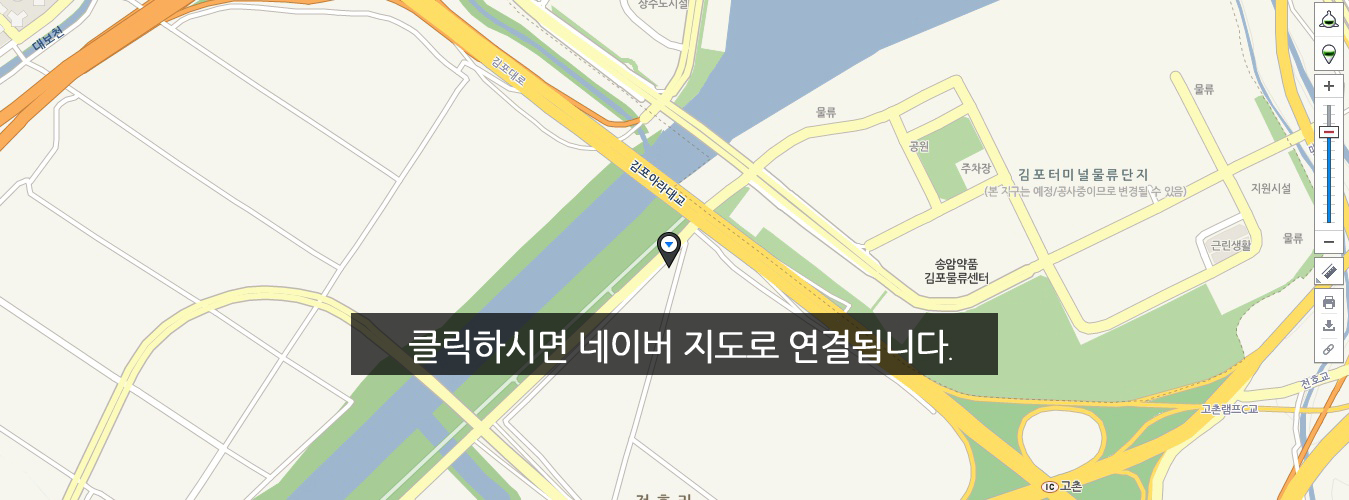 상수도시설
대보천
김포대로
물류
물류
공원
주차장
김포아라대교
김포터미널물류단지
(본 지구는 예정/공사중이므로 변경될 수 있음)
지원시설
물류
근린생활
송암약품
김포물류센터
클릭하시면 네이버 지도로 연결됩니다.
전호교
고촌램프C교
IC 고촌